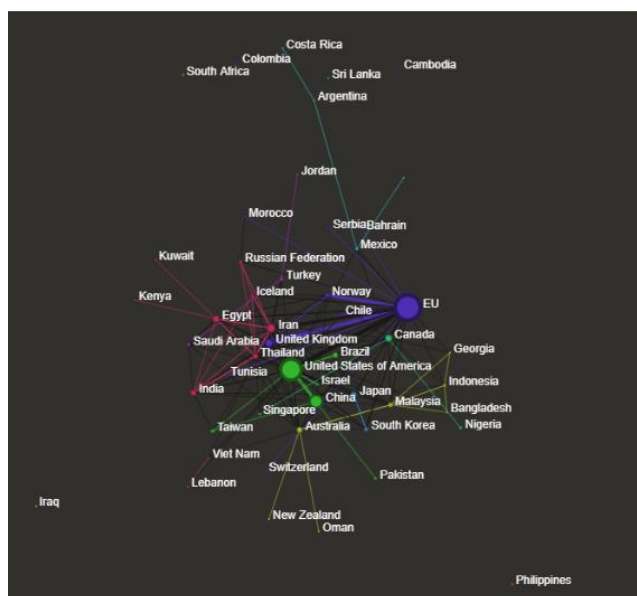 Costa Rica
Colombia
Cambodia
South Africa
Sri Lanka
Argentina
Jordan
Morocco
Serbia
Bahrain
Mexico
Kuwait
Russian Federation
Turkey
Kenya
Iceland
Norway
EU
Egypt
Chile
Iran
Saudi Arabia
United Kingdom
Canada
Thailand
Brazil
Georgia
Tunisia
United States of America
Israel
Indonesia
India
China
Japan
Malaysia
Singapore
Bangladesh
Taiwan
Australia
South Korea
Nigeria
Viet Nam
Switzerland
Pakistan
Lebanon
Iraq
New Zealand
Oman
Philippines